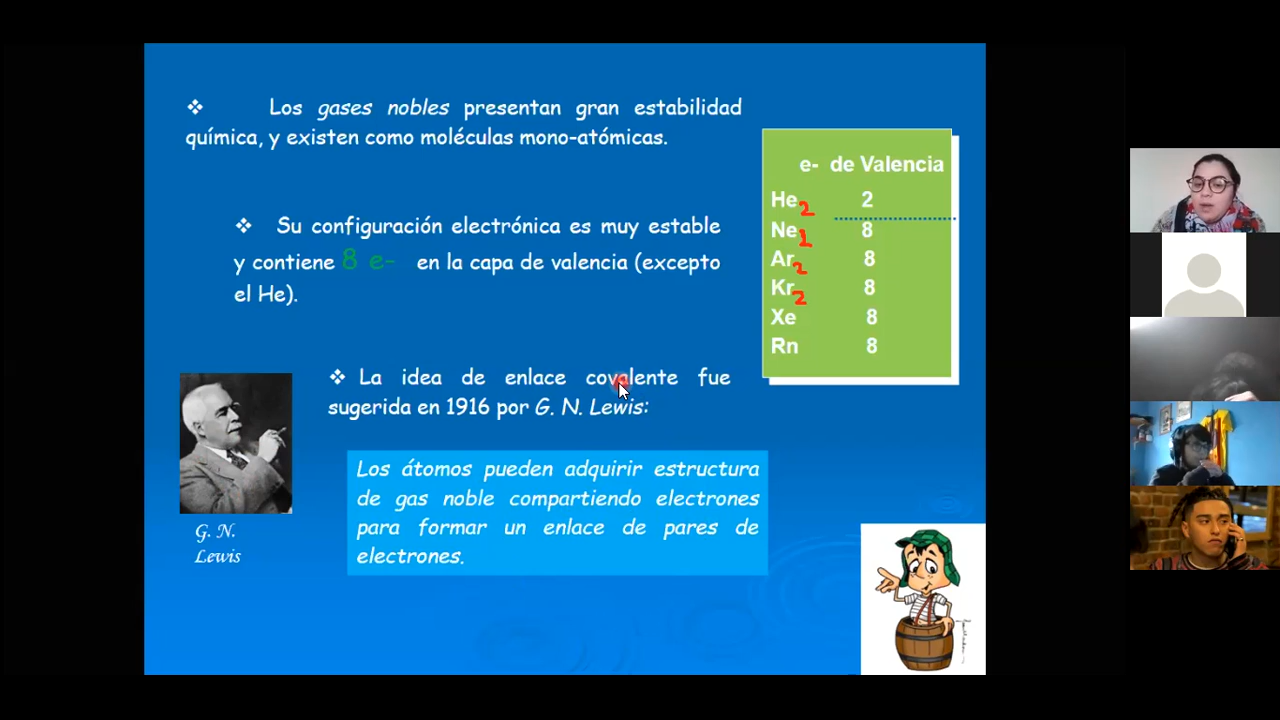 ❖ Los gases nobles presentan gran estabilidad
química, y existen como moléculas mono-atómicas.
❖ Su configuración electrónica es muy estable
y contiene 8 e- en la capa de valencia (excepto
el He).
e- de Valencia
He 2 2
Ne 1 8
Ar 2 8
Kr 2 8
Xe 8
Rn 8
❖ La idea de enlace covalente fue
sugerida en 1916 por G. N. Lewis:
Los átomos pueden adquirir estructura
de gas noble compartiendo electrones
para formar un enlace de pares de
electrones.
G. N.
Lewis